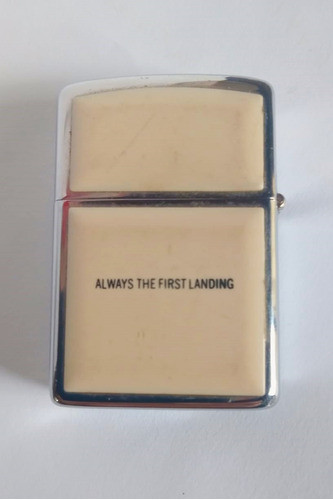 ALWAYS THE FIRST LANDING